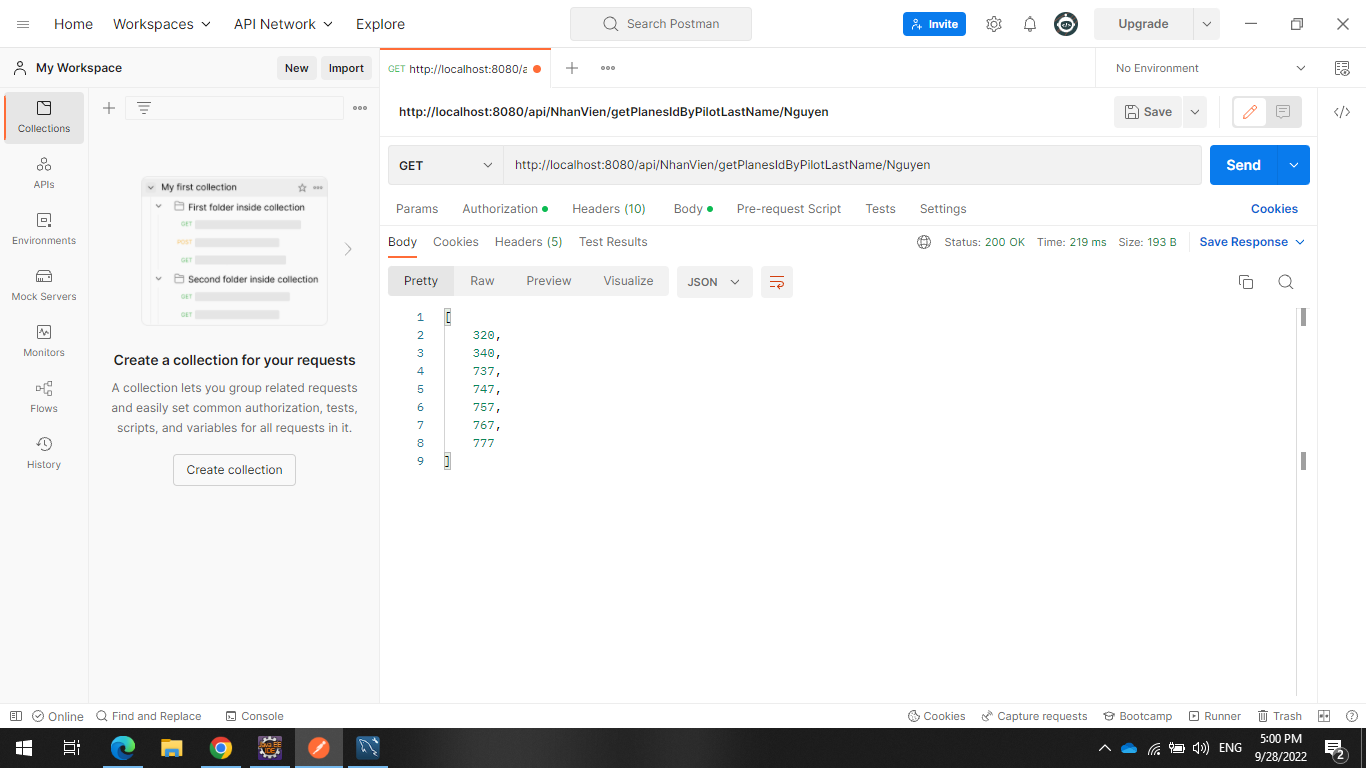 Home Workspaces API Network Explore Search Postman Invite Upgrade
My Workspace New Import GET http://localhost:8080/a No Environment
Collections
APIs
Environments
Mock Servers
Monitors
Flows
History
My first collection
First folder inside collection
GET
POST
GET
Second folder inside collection
GET
GET
Create a collection for your requests
A collection lets you group related requests
and easily set common authorization, tests,
scripts, and variables for all requests in it.
Create collection
http://localhost:8080/api/NhanVien/getPlanesIdByPilotLastName/Nguyen Save
GET http://localhost:8080/api/NhanVien/getPlanesIdByPilotLastName/Nguyen Send
Params Authorization Headers (10) Body Pre-request Script Tests Settings Cookies
Body Cookies Headers (5) Test Results Status: 200 OK Time: 219 ms Size: 193 B Save Response
Pretty Raw Preview Visualize JSON
1 [
2 320,
3 340,
4 737,
5 747,
6 757,
7 767,
8 777
9 ]
Online Find and Replace Console Cookies Capture requests Bootcamp Runner Trash
ENG 5:00 PM
9/28/2022 2